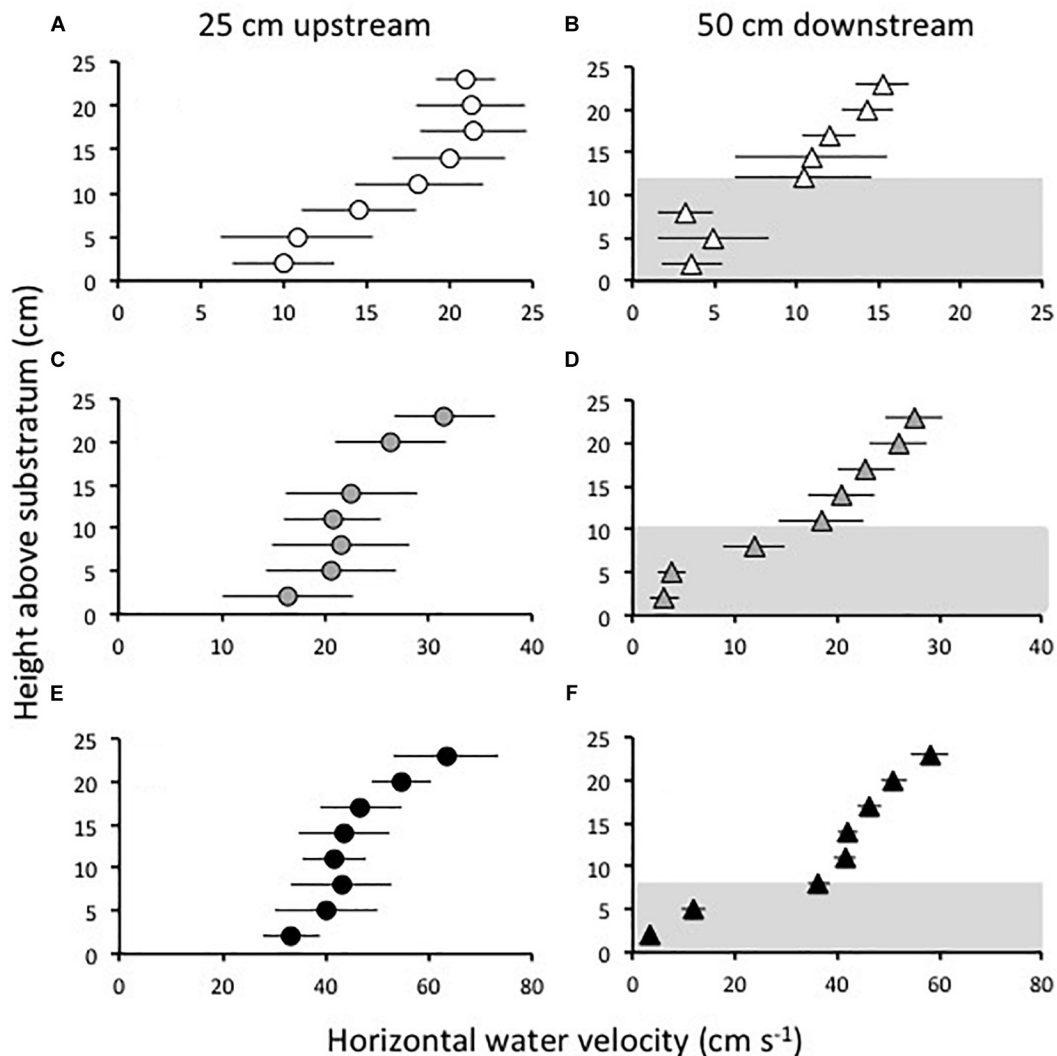 A 25 cm upstream
B 50 cm downstream
25
20
15
10
5
0
0 5 10 15 20 25
25
20
15
10
5
0
0 5 10 15 20 25
Height above substratum (cm)
C
25
20
15
10
5
0
0 10 20 30 40
D
25
20
15
10
5
0
0 10 20 30 40
E
25
20
15
10
5
0
0 20 40 60 80
F
25
20
15
10
5
0
0 20 40 60 80
Horizontal water velocity (cm s⁻¹)